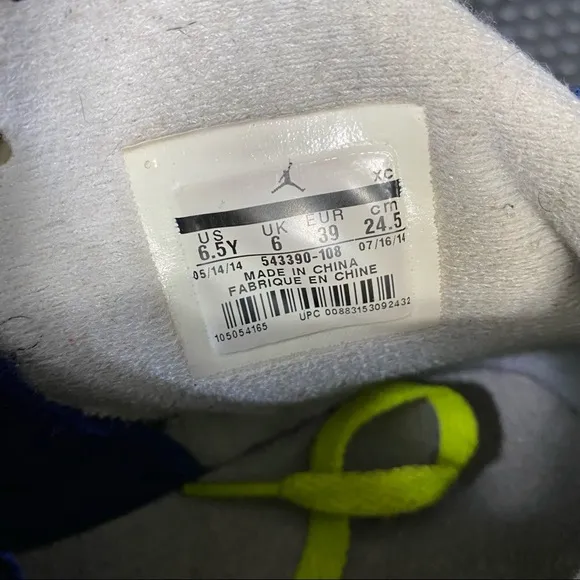 XC
US UK EUR cm
6.5Y 6 39 24.5
05/14/14 543390-108 07/16/14
MADE IN CHINA
FABRIQUE EN CHINE
105054165 UPC 00883153092432